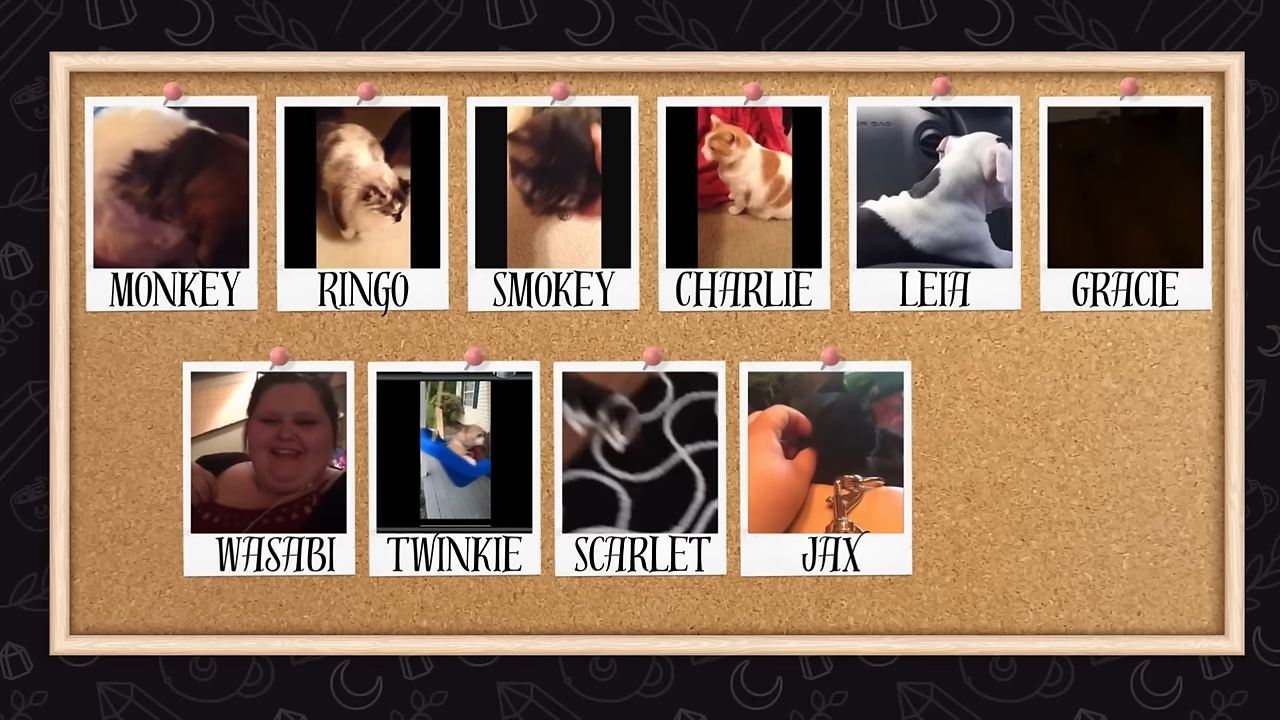 MONKEY
RINGO
SMOKEY
CHARLIE
LEIA
GRACIE
WASABI
TWINKIE
SCARLET
JAX